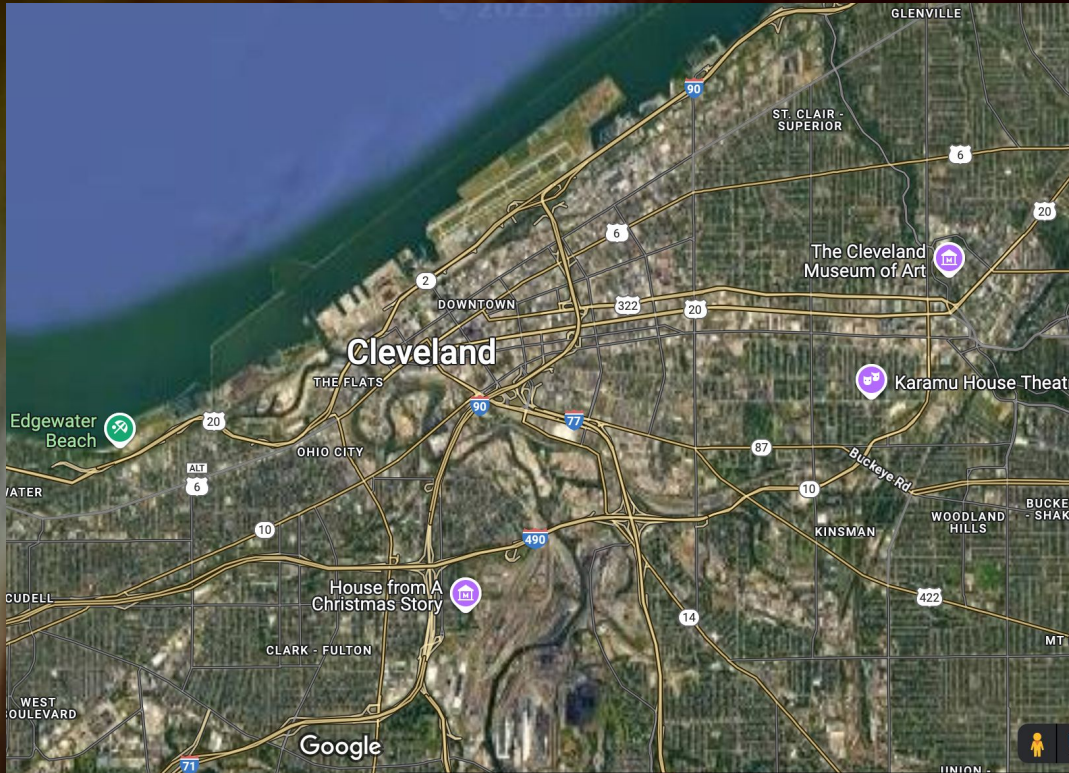 © 2025
GLENVILLE
90
ST. CLAIR -
SUPERIOR
6
20
6
The Cleveland
Museum of Art
2
DOWNTOWN
322
20
Cleveland
THE FLATS
Karamu House Theat
90
77
20
Edgewater
Beach
87
OHIO CITY
ALT
6
Buckeye Rd
10
VATER
BUCKE
- SHAK
WOODLAND
HILLS
10
KINSMAN
490
House from A
Christmas Story
CUDELL
422
14
MT
CLARK - FULTON
WEST
BOULEVARD
Google
71
UNION -